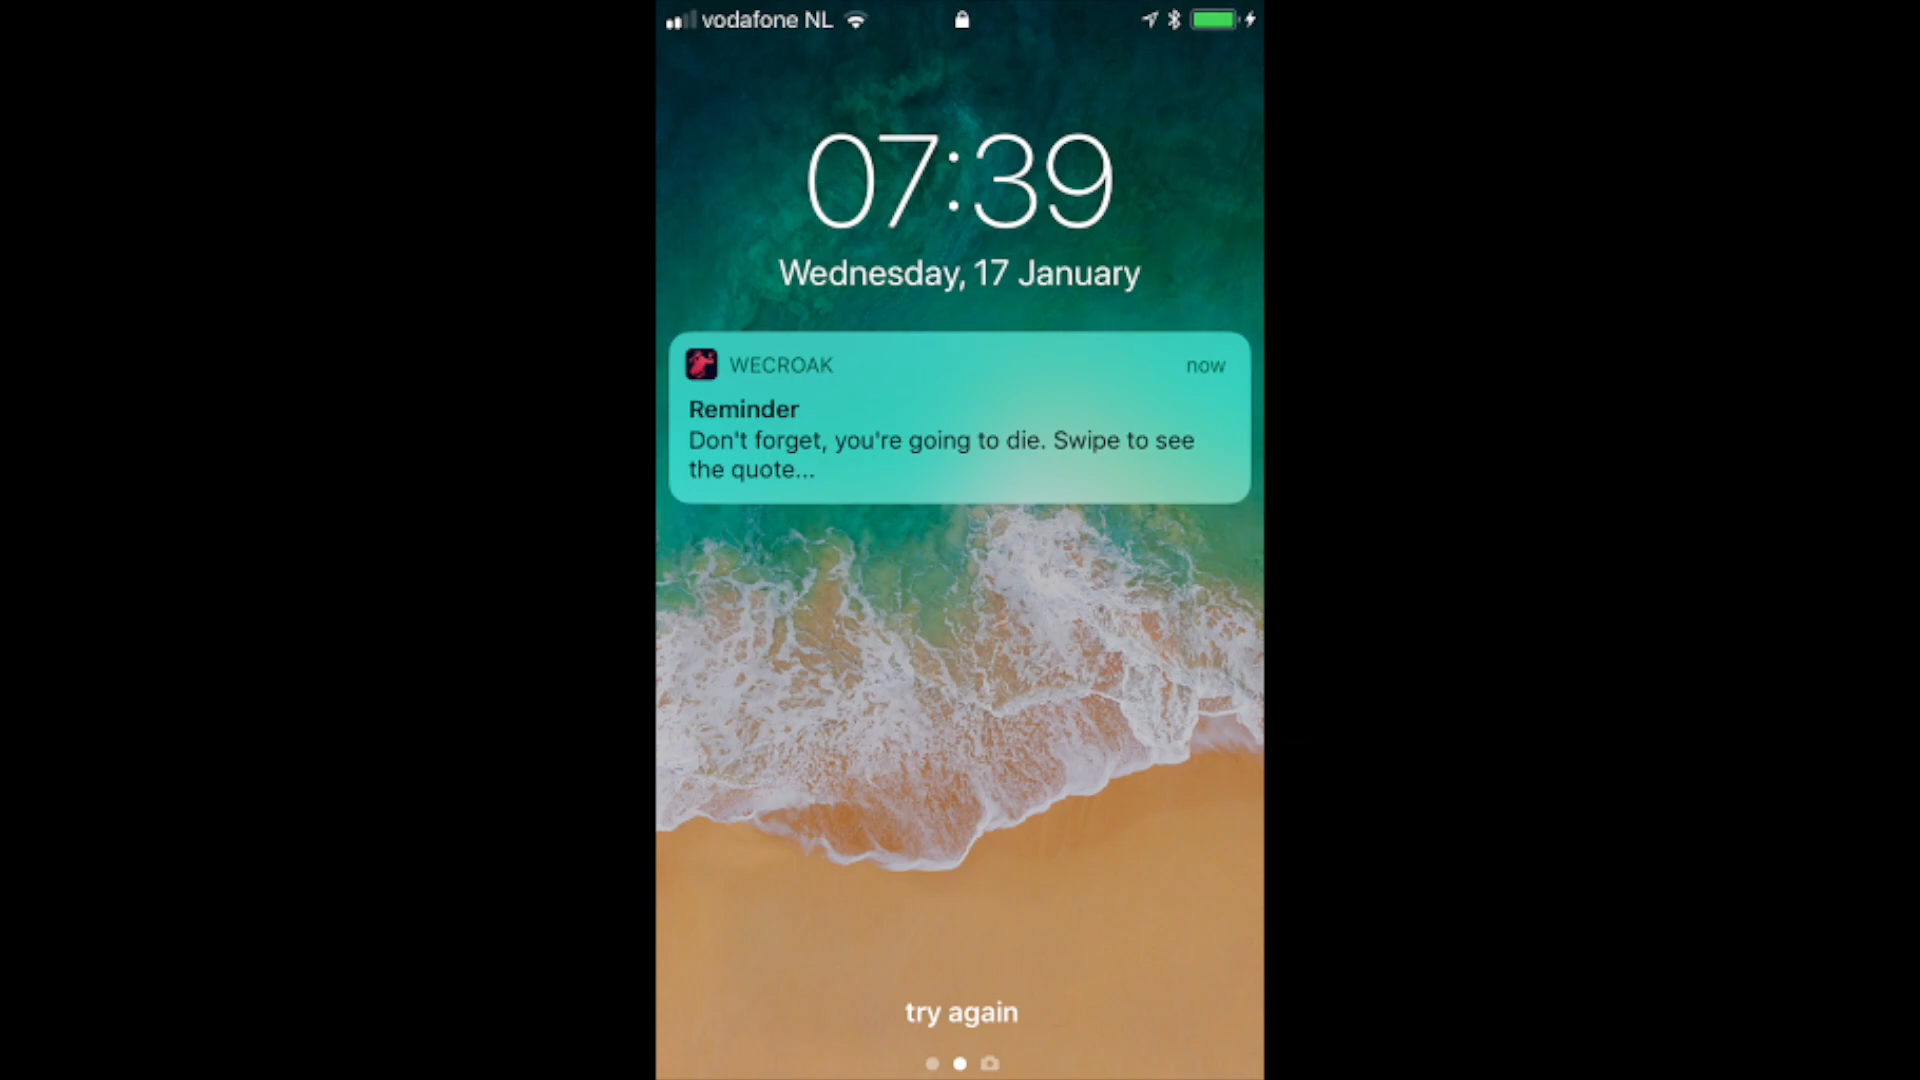 vodafone NL
07:39
Wednesday, 17 January
WECROAK now
Reminder
Don't forget, you're going to die. Swipe to see
the quote...
try again